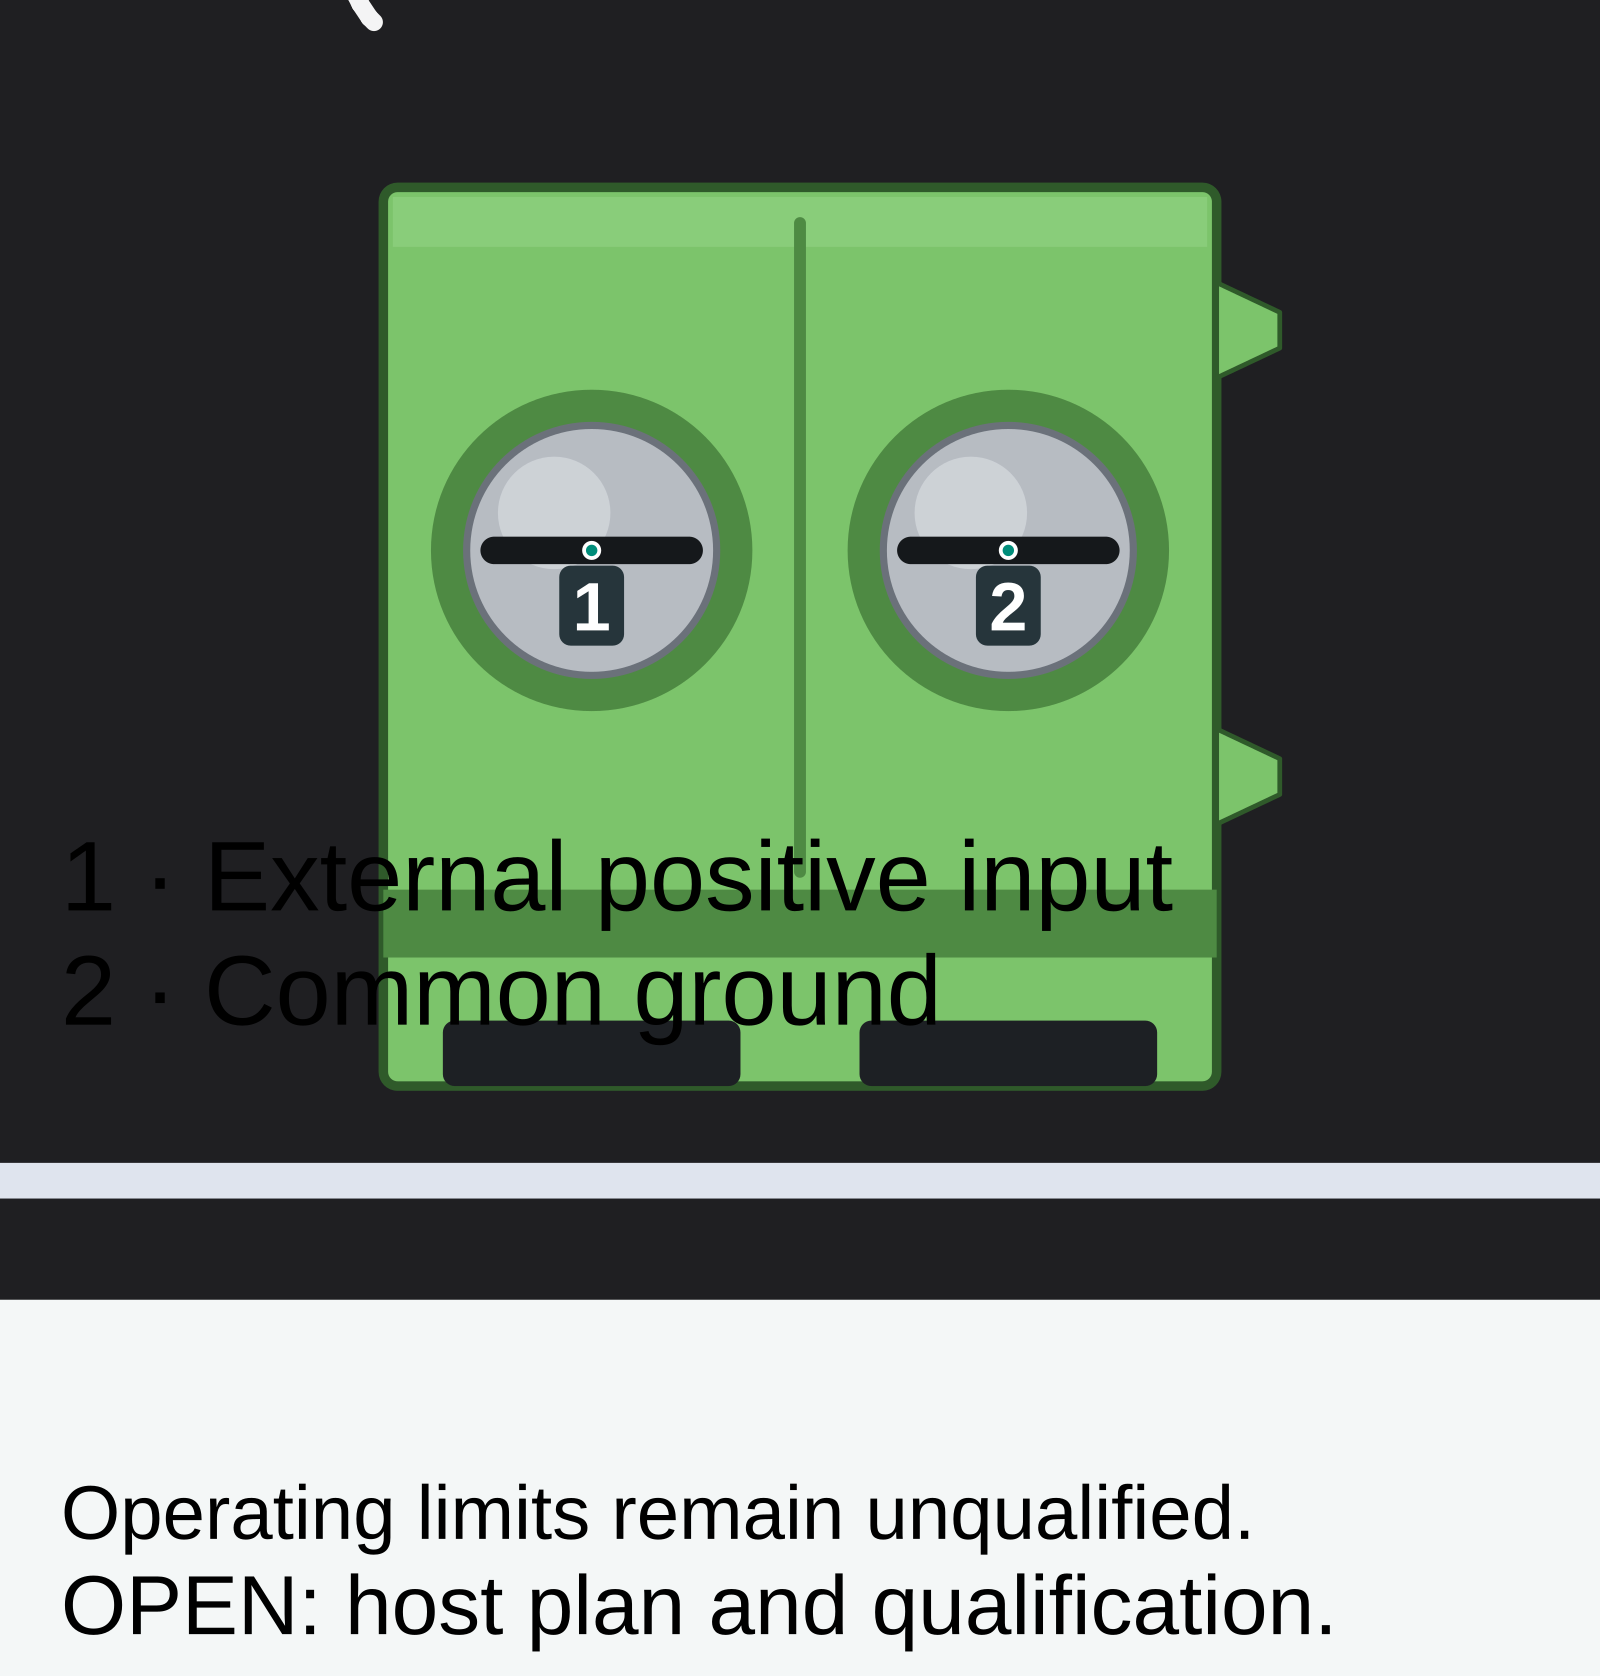 1
2
1 · External positive input
2 · Common ground
Operating limits remain unqualified.
OPEN: host plan and qualification.